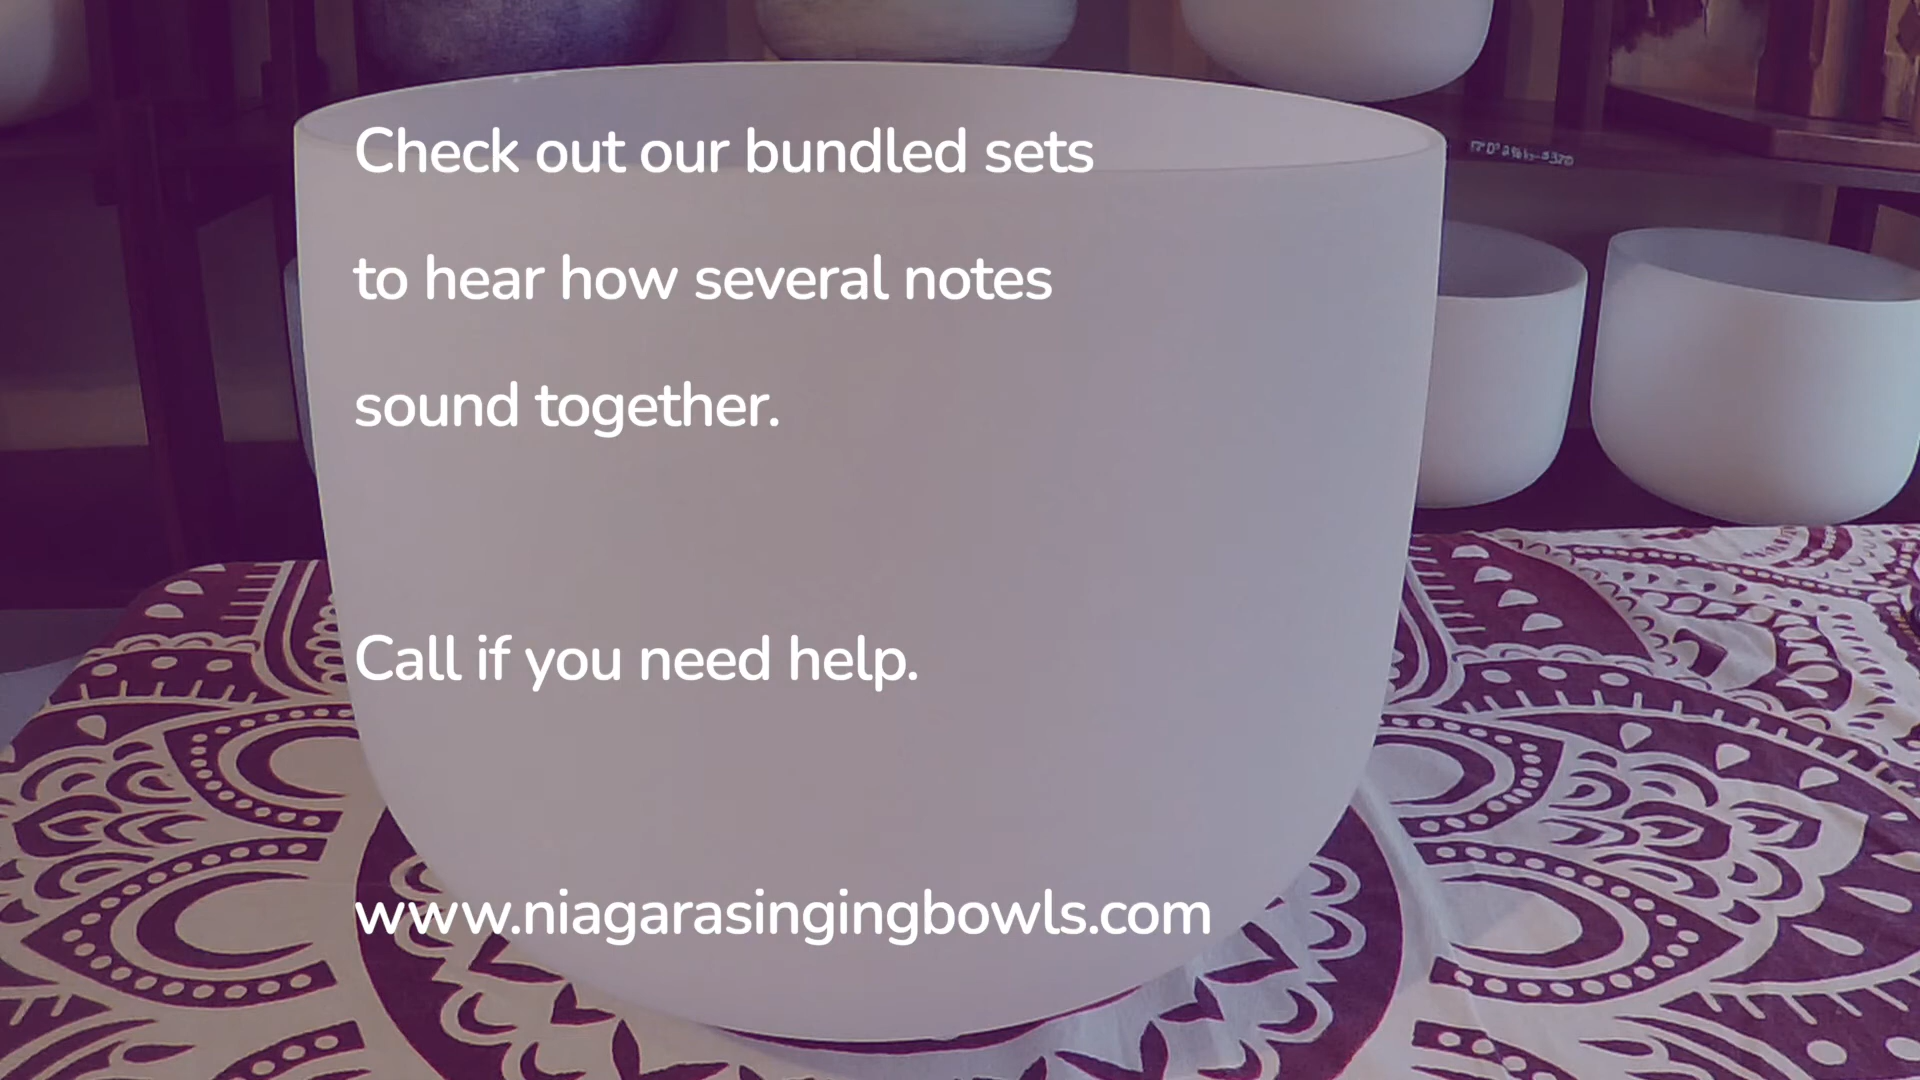 Check out our bundled sets
to hear how several notes
sound together.
Call if you need help.
www.niagarasingingbowls.com